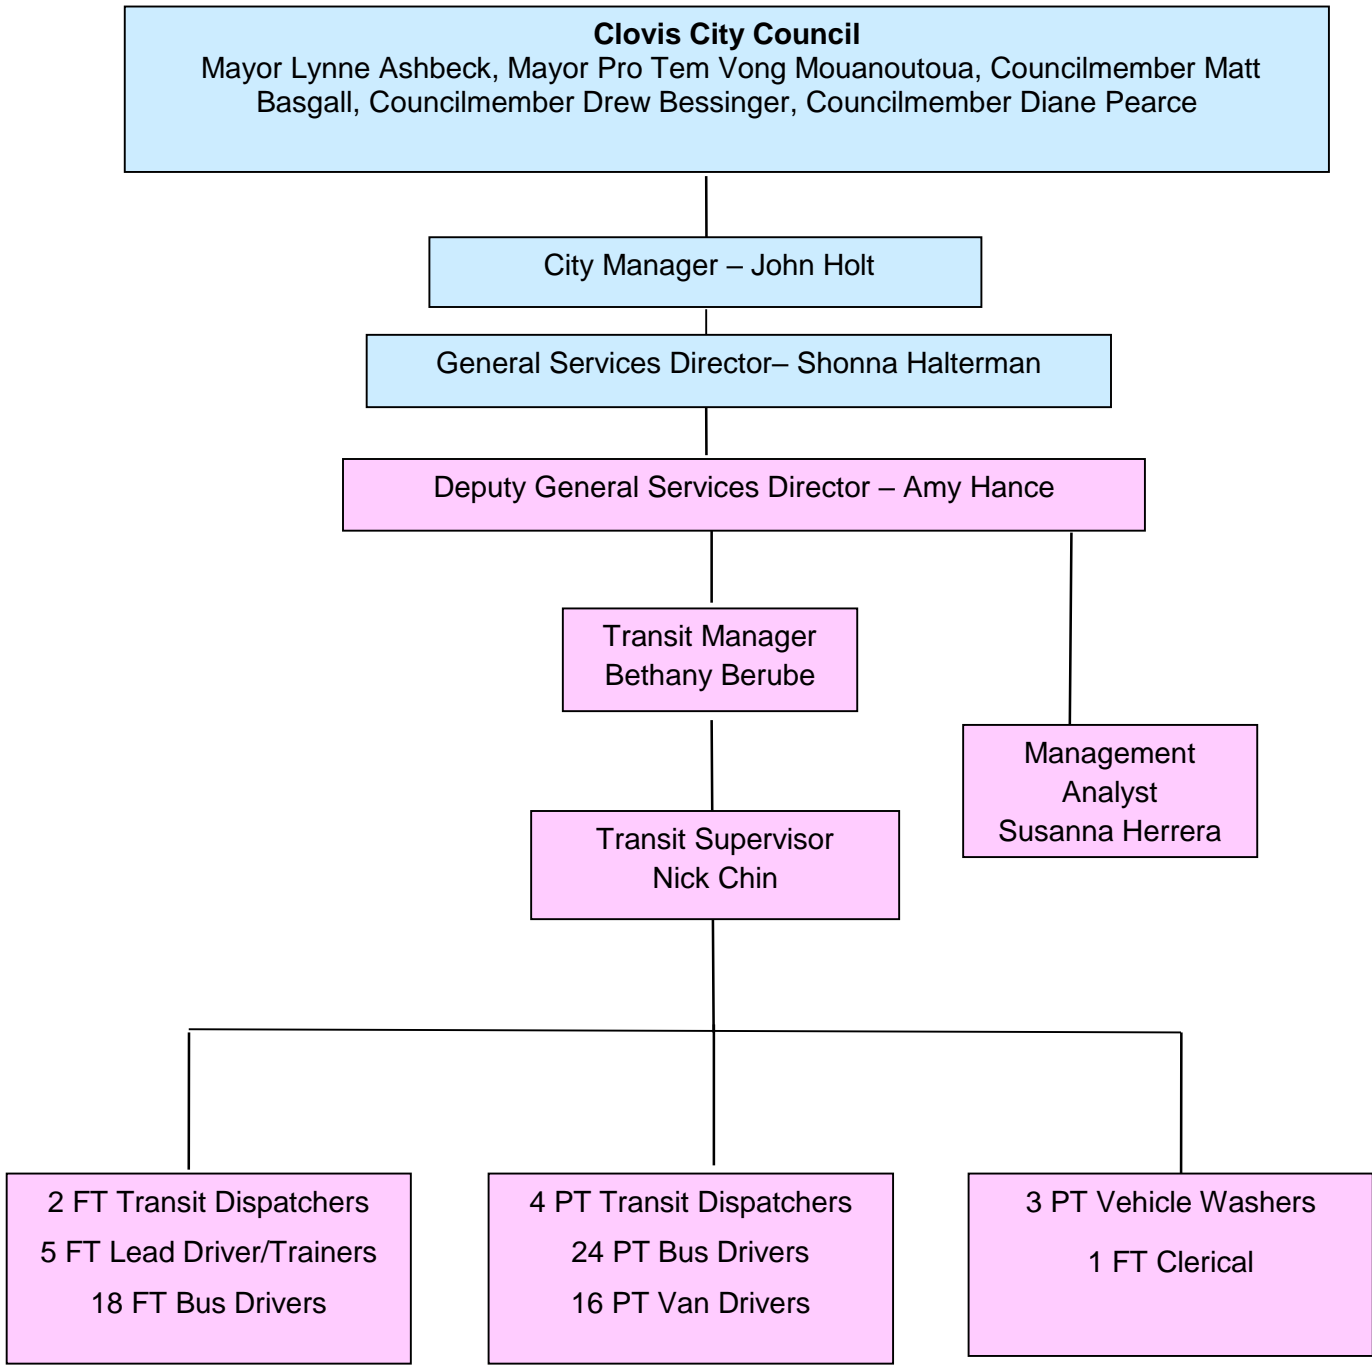 Clovis City Council
Mayor Lynne Ashbeck, Mayor Pro Tem Vong Mouanoutoua, Councilmember Matt
Basgall, Councilmember Drew Bessinger, Councilmember Diane Pearce
City Manager – John Holt
General Services Director– Shonna Halterman
Deputy General Services Director – Amy Hance
Transit Manager
Bethany Berube
Management
Analyst
Susanna Herrera
Transit Supervisor
Nick Chin
2 FT Transit Dispatchers
5 FT Lead Driver/Trainers
18 FT Bus Drivers
4 PT Transit Dispatchers
24 PT Bus Drivers
16 PT Van Drivers
3 PT Vehicle Washers
1 FT Clerical